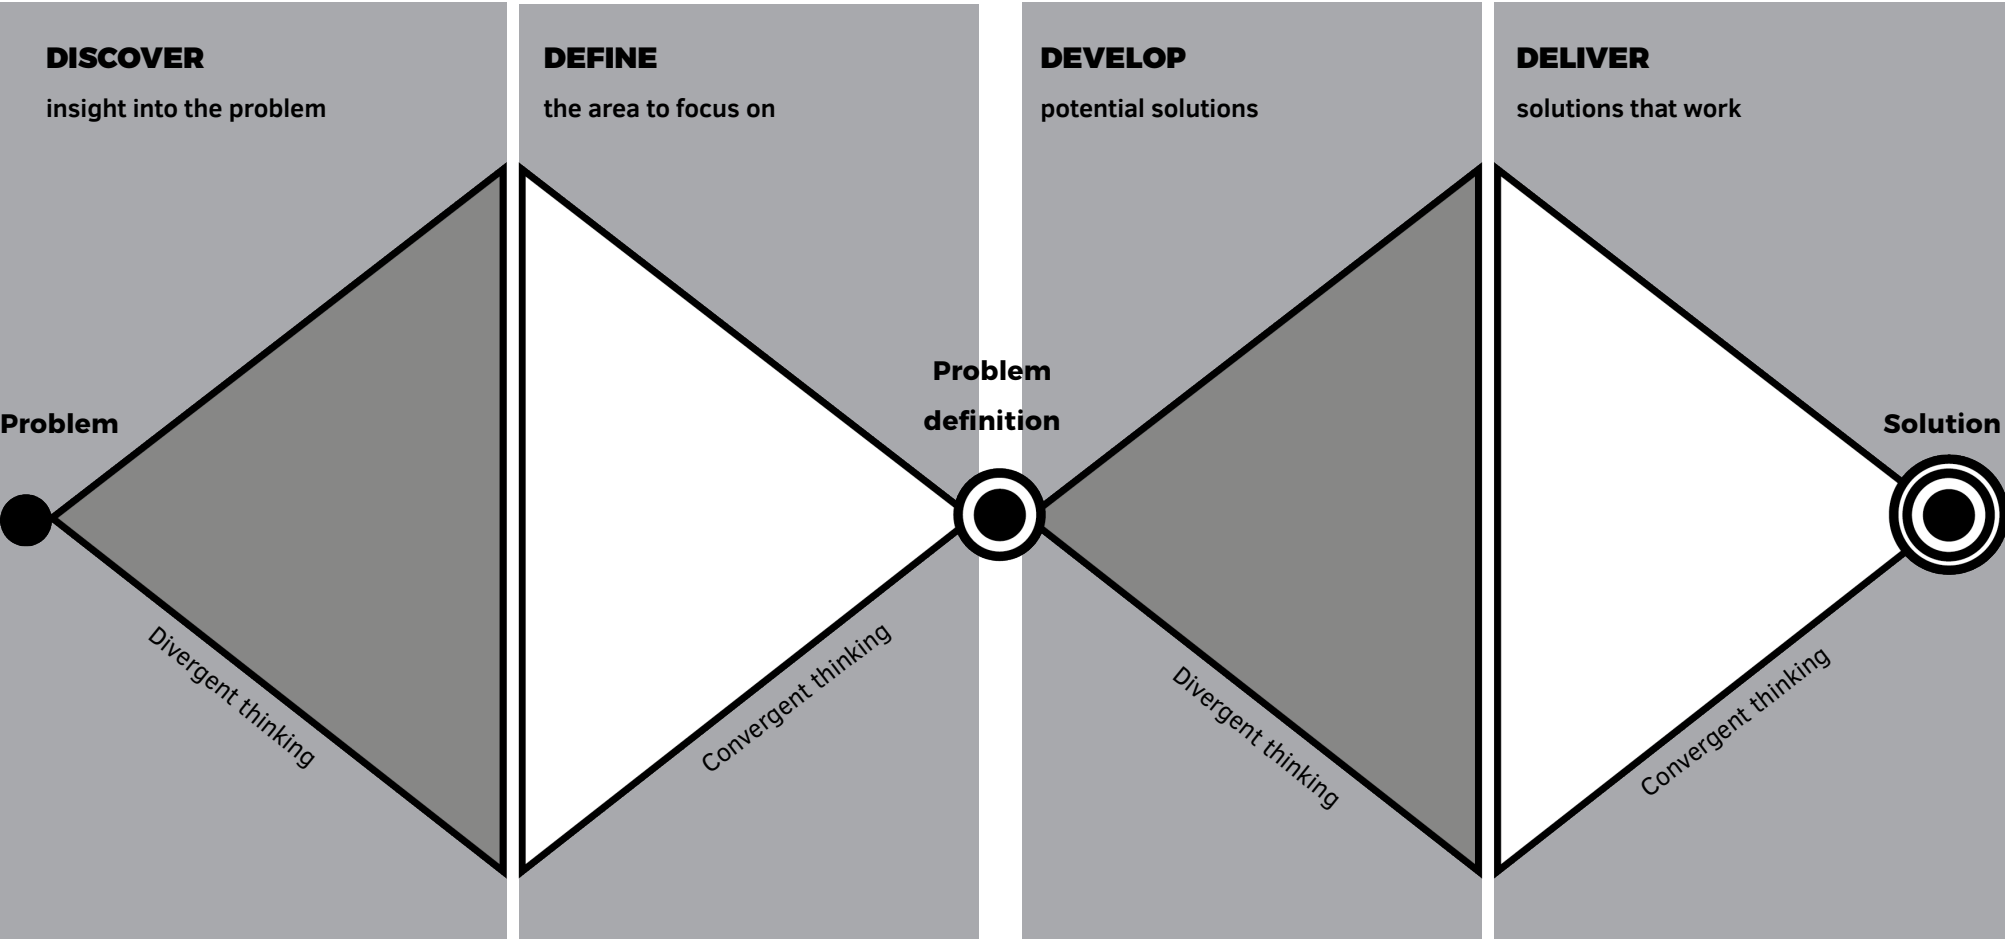 DISCOVER
insight into the problem
DEFINE
the area to focus on
DEVELOP
potential solutions
DELIVER
solutions that work
Problem
Problem
definition
Solution
Divergent thinking
Convergent thinking
Divergent thinking
Convergent thinking